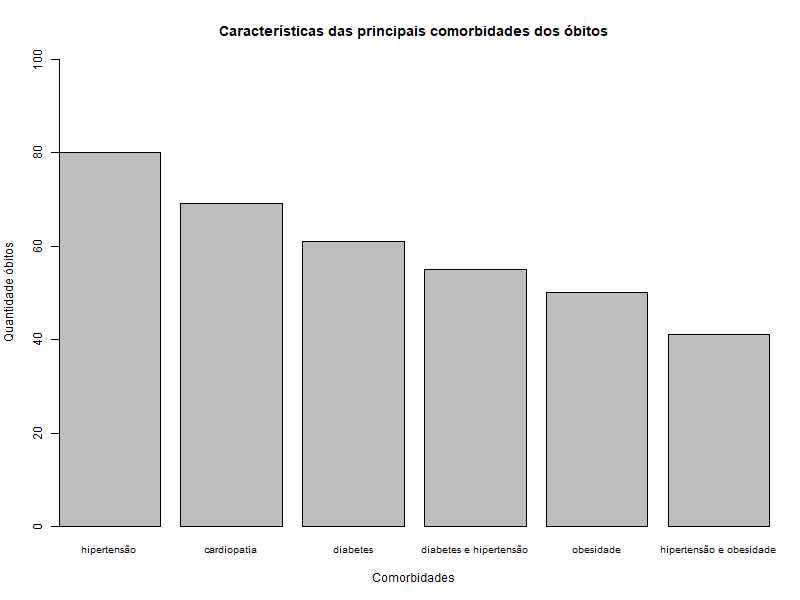 Características das principais comorbidades dos óbitos
Quantidade óbitos
100
80
60
40
20
0
hipertensão
cardiopatia
diabetes
diabetes e hipertensão
obesidade
hipertensão e obesidade
Comorbidades